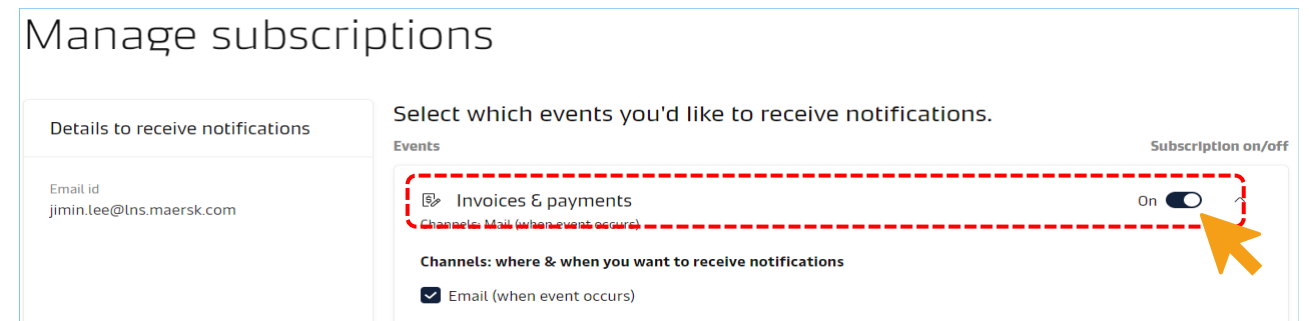 Manage subscriptions
Details to receive notifications
Email id
jimin.lee@lns.maersk.com
Select which events you'd like to receive notifications.
Events
Subscription on/off
Invoices & payments
On
Channels: Mail (when event occurs)
Channels: where & when you want to receive notifications
Email (when event occurs)